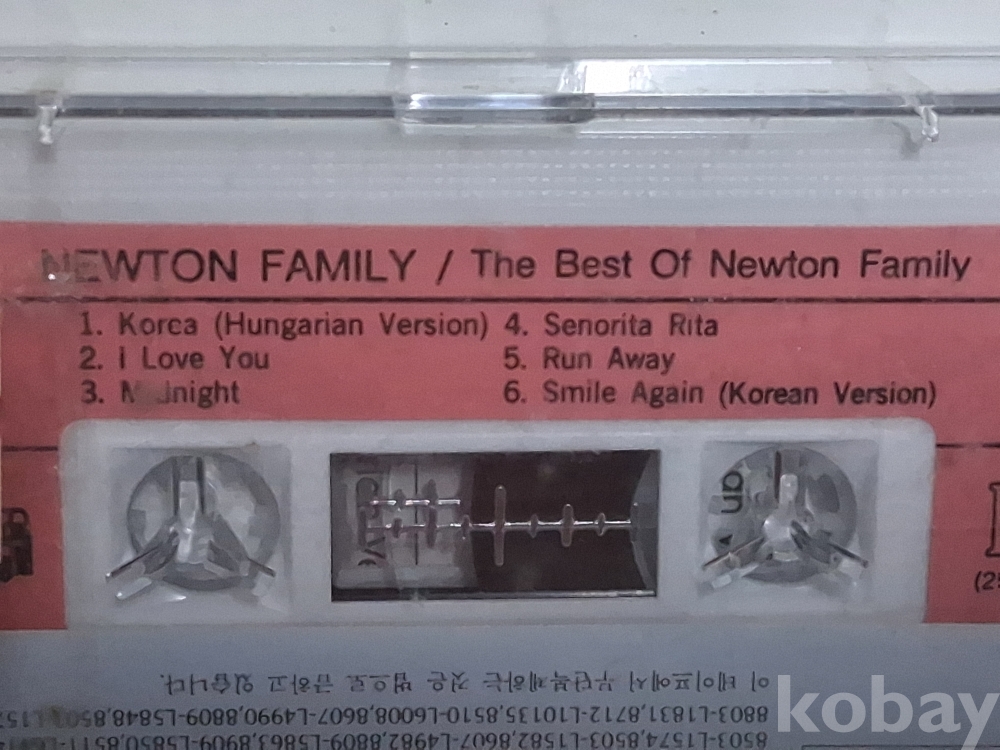 NEWTON FAMILY / The Best Of Newton Family
1. Korea (Hungarian Version)
2. I Love You
3. Midnight
4. Senorita Rita
5. Run Away
6. Smile Again (Korean Version)
이 테이프에서 무단복제하는 것은 법으로 금하고 있습니다.
8803-L1831,8712-L1013,8510-L6008,8607-L4990,8809-L5848,
8503-L1574,8503-L1582,8607-L4982,8809-L5863,8909-L5850,
kobay